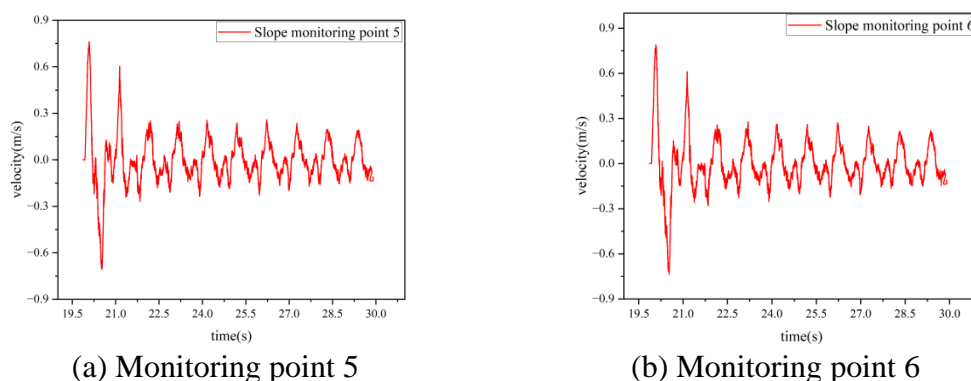 0.9
0.6
0.3
0.0
−0.3
−0.6
−0.9
velocity(m/s)
Slope monitoring point 5
19.5 21.0 22.5 24.0 25.5 27.0 28.5 30.0
time(s)
(a) Monitoring point 5
0.9
0.6
0.3
0.0
−0.3
−0.6
−0.9
velocity(m/s)
Slope monitoring point 6
19.5 21.0 22.5 24.0 25.5 27.0 28.5 30.0
time(s)
(b) Monitoring point 6